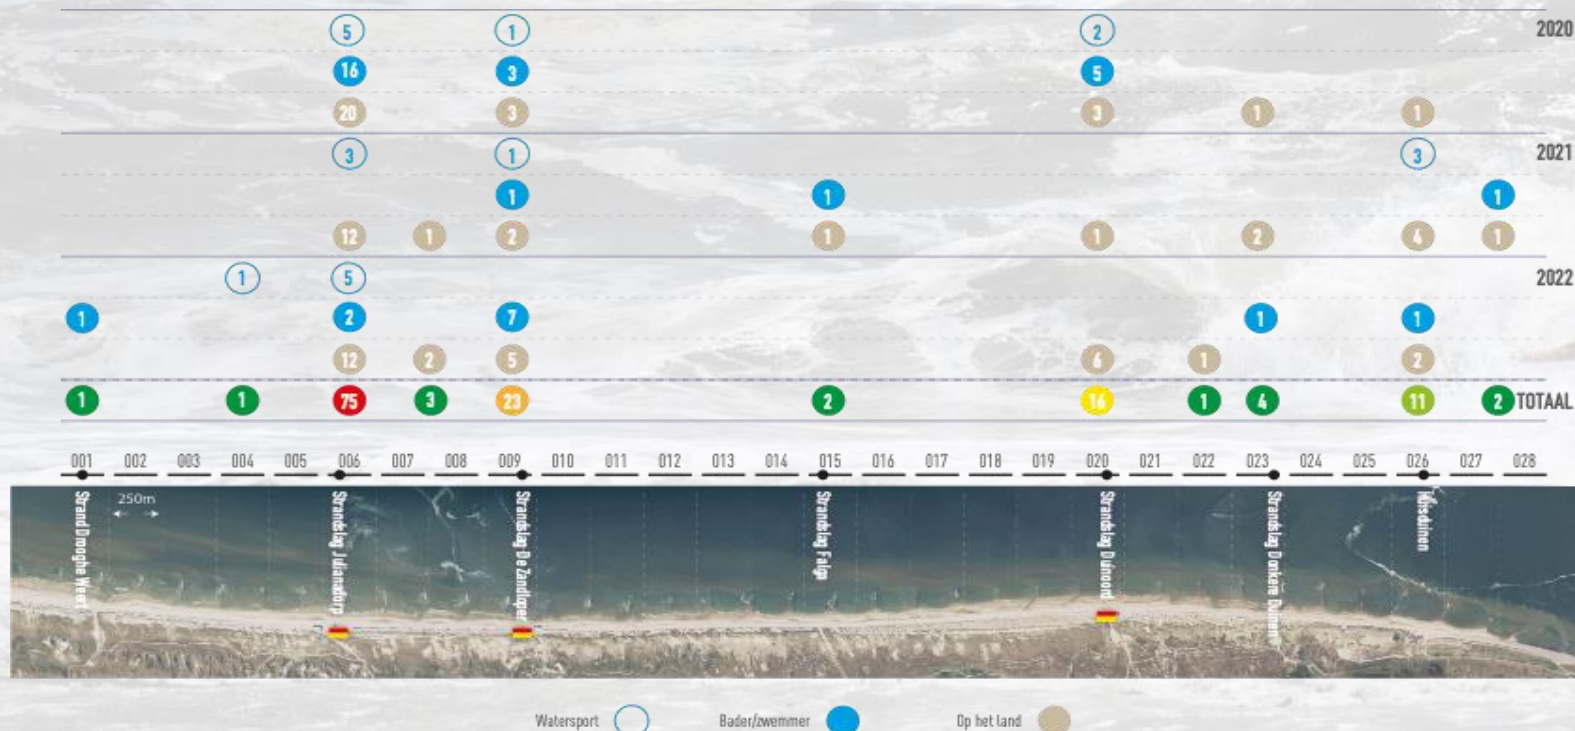 5 1 2 2020
16 3 5
20 3 3 1 1
3 1 3 2021
1 1 1
12 1 2 1 1 2 4 1
1 5 2022
1 2 7 1 1
12 2 5 6 1 2
1 1 75 3 23 2 16 1 4 11 2 TOTAAL
001 002 003 004 005 006 007 008 009 010 011 012 013 014 015 016 017 018 019 020 021 022 023 024 025 026 027 028
250m
Strand Drooghe Weert
Strandslag Julianadorp
Strandslag De Zandloper
Strandslag Falga
Strandslag Duinoord
Strandslag Donkere Duinen
Watersport Bader/zwemmer Op het land